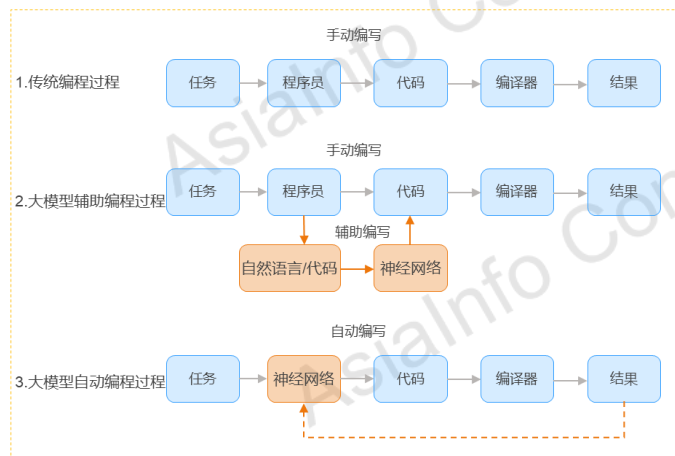 手动编写
1.传统编程过程
任务
程序员
代码
编译器
结果
手动编写
2.大模型辅助编程过程
任务
程序员
代码
编译器
结果
辅助编写
自然语言/代码
神经网络
自动编写
3.大模型自动编程过程
任务
神经网络
代码
编译器
结果
AsiaInfo Con
AsiaInfo Con